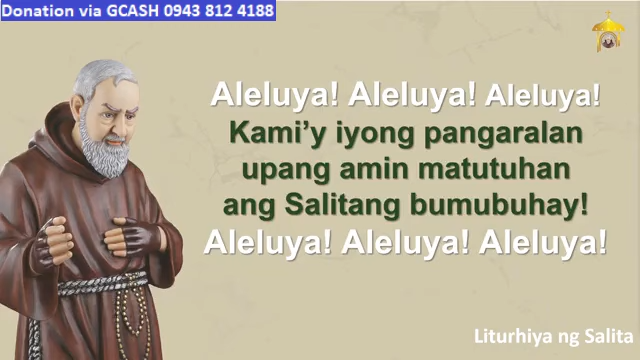 Donation via GCASH 0943 812 4188
Aleluya! Aleluya! Aleluya!
Kami'y iyong pangaralan
upang amin matutuhan
ang Salitang bumubuhay!
Aleluya! Aleluya! Aleluya!
Liturhiya ng Salita